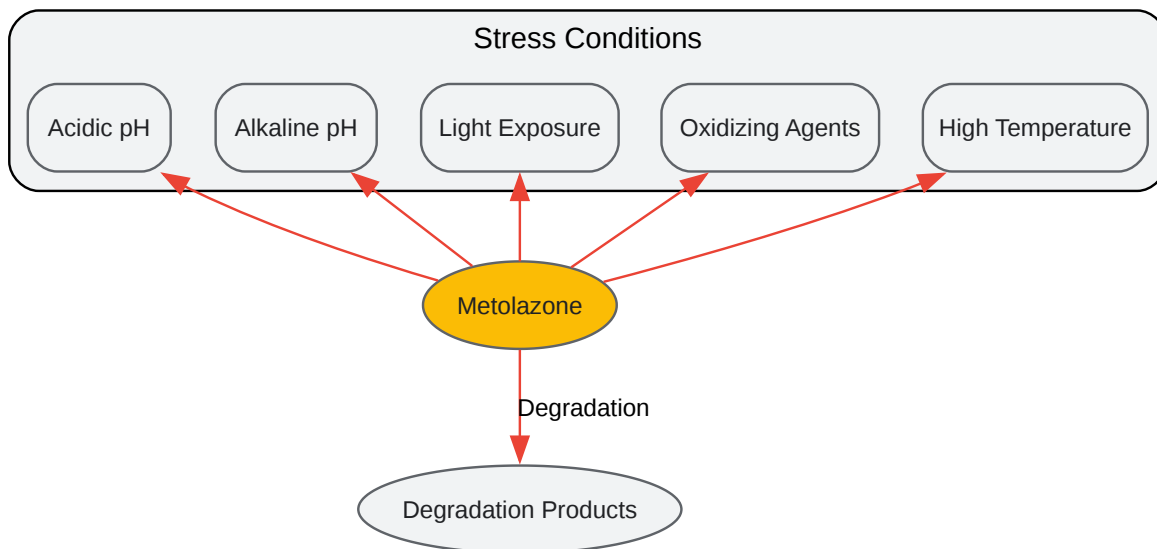 Stress Conditions
Acidic pH
Alkaline pH
Light Exposure
Oxidizing Agents
High Temperature
Metolazone
Degradation
Degradation Products